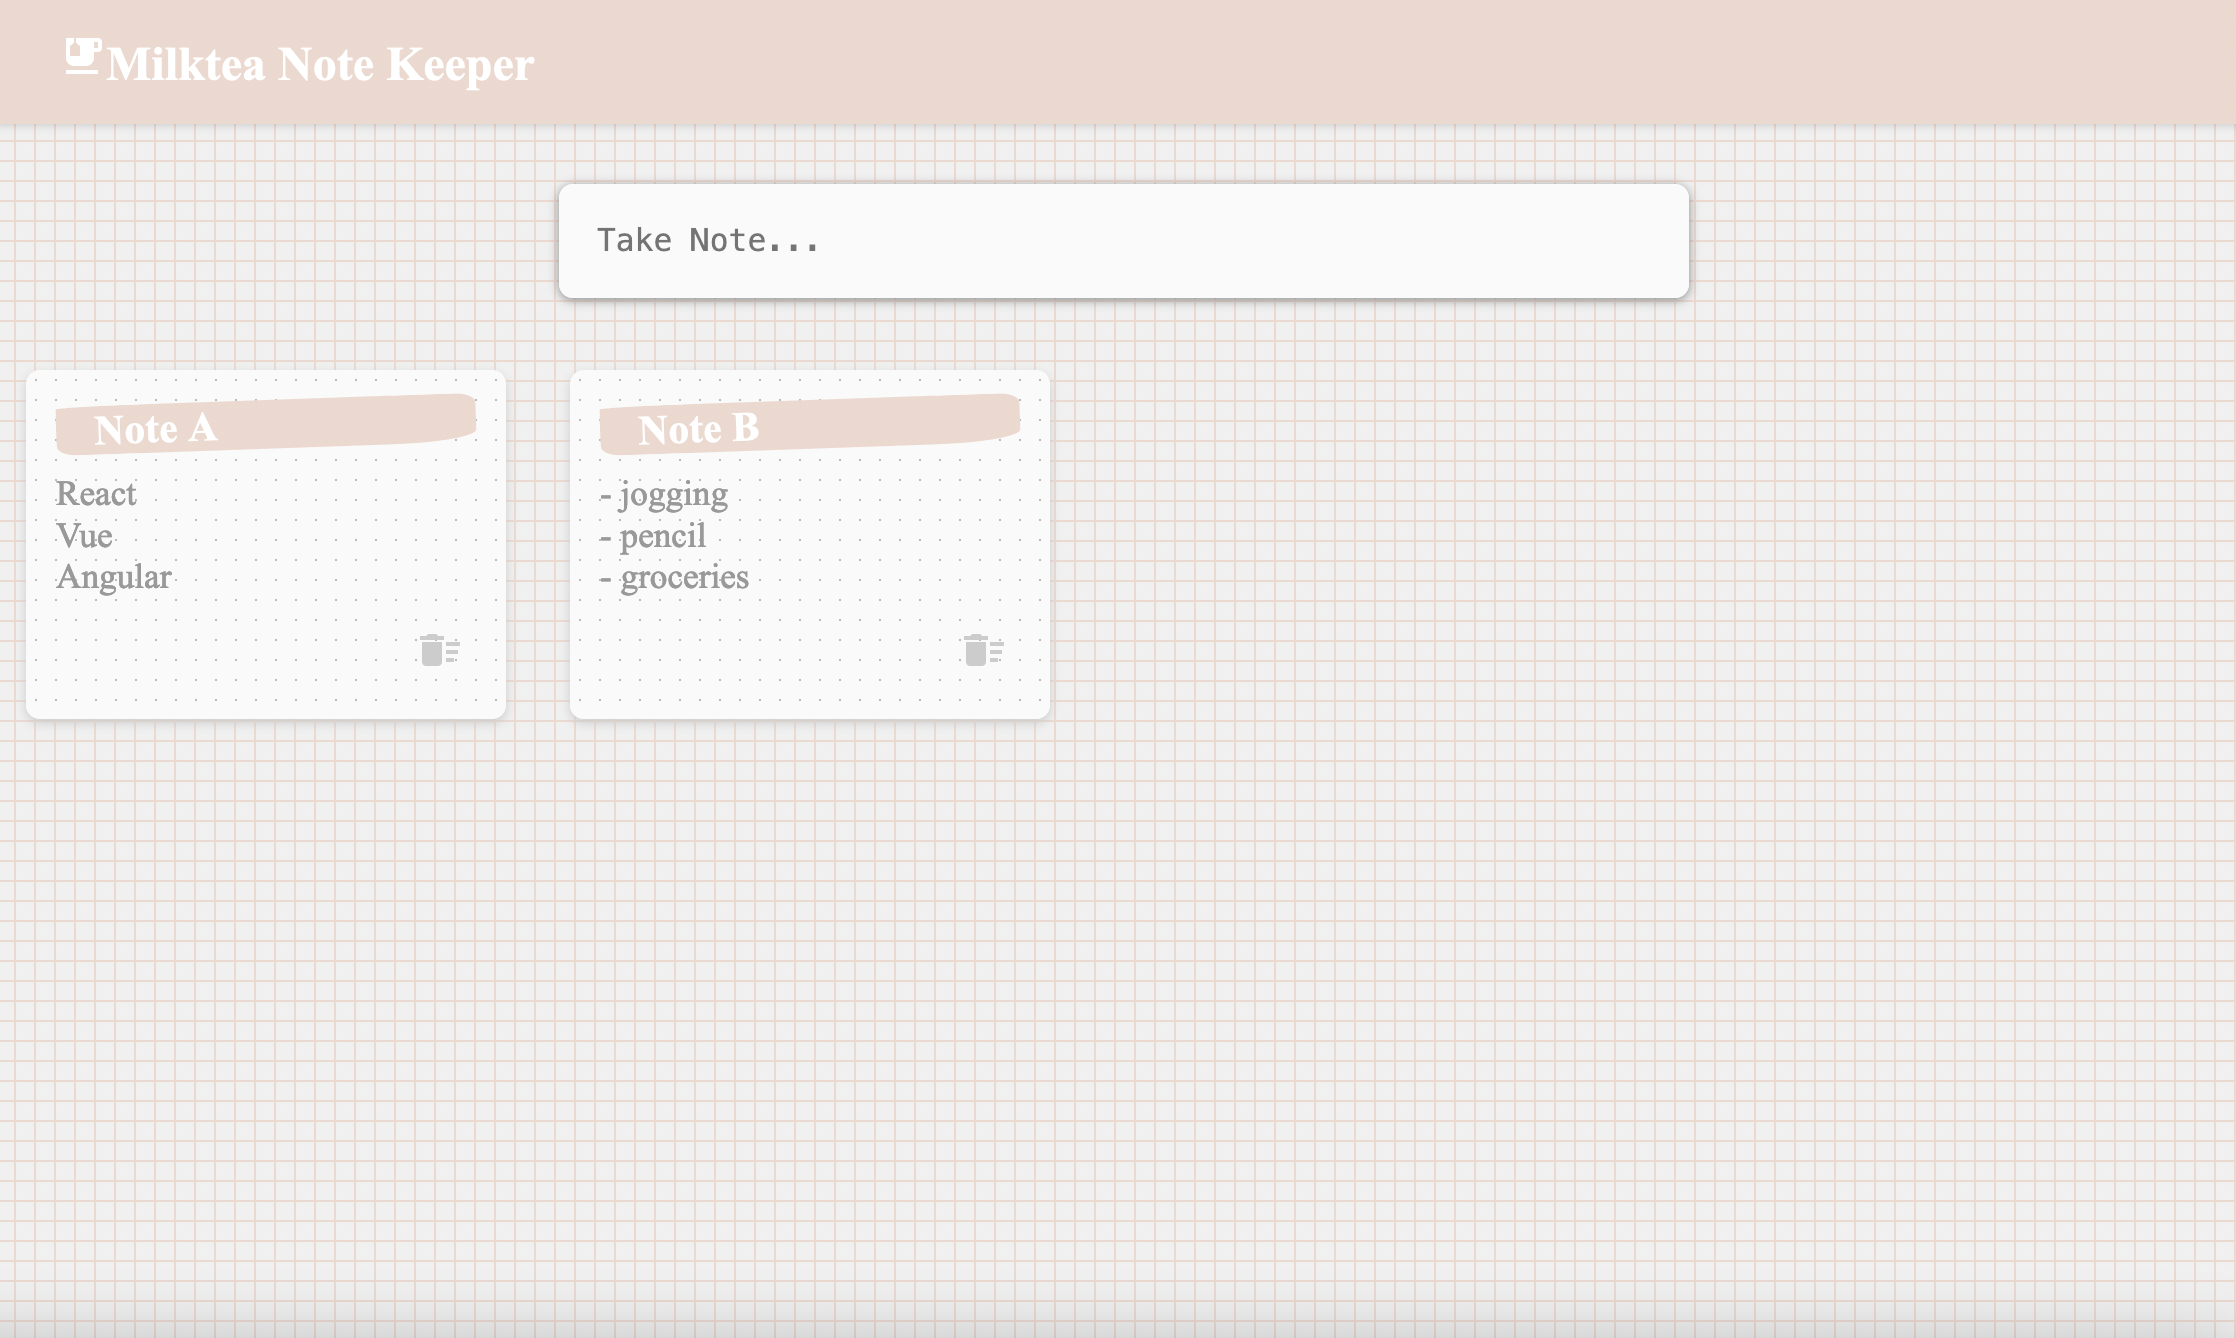 Milktea Note Keeper
Take Note...
Note A
React
Vue
Angular
Note B
- jogging
- pencil
- groceries